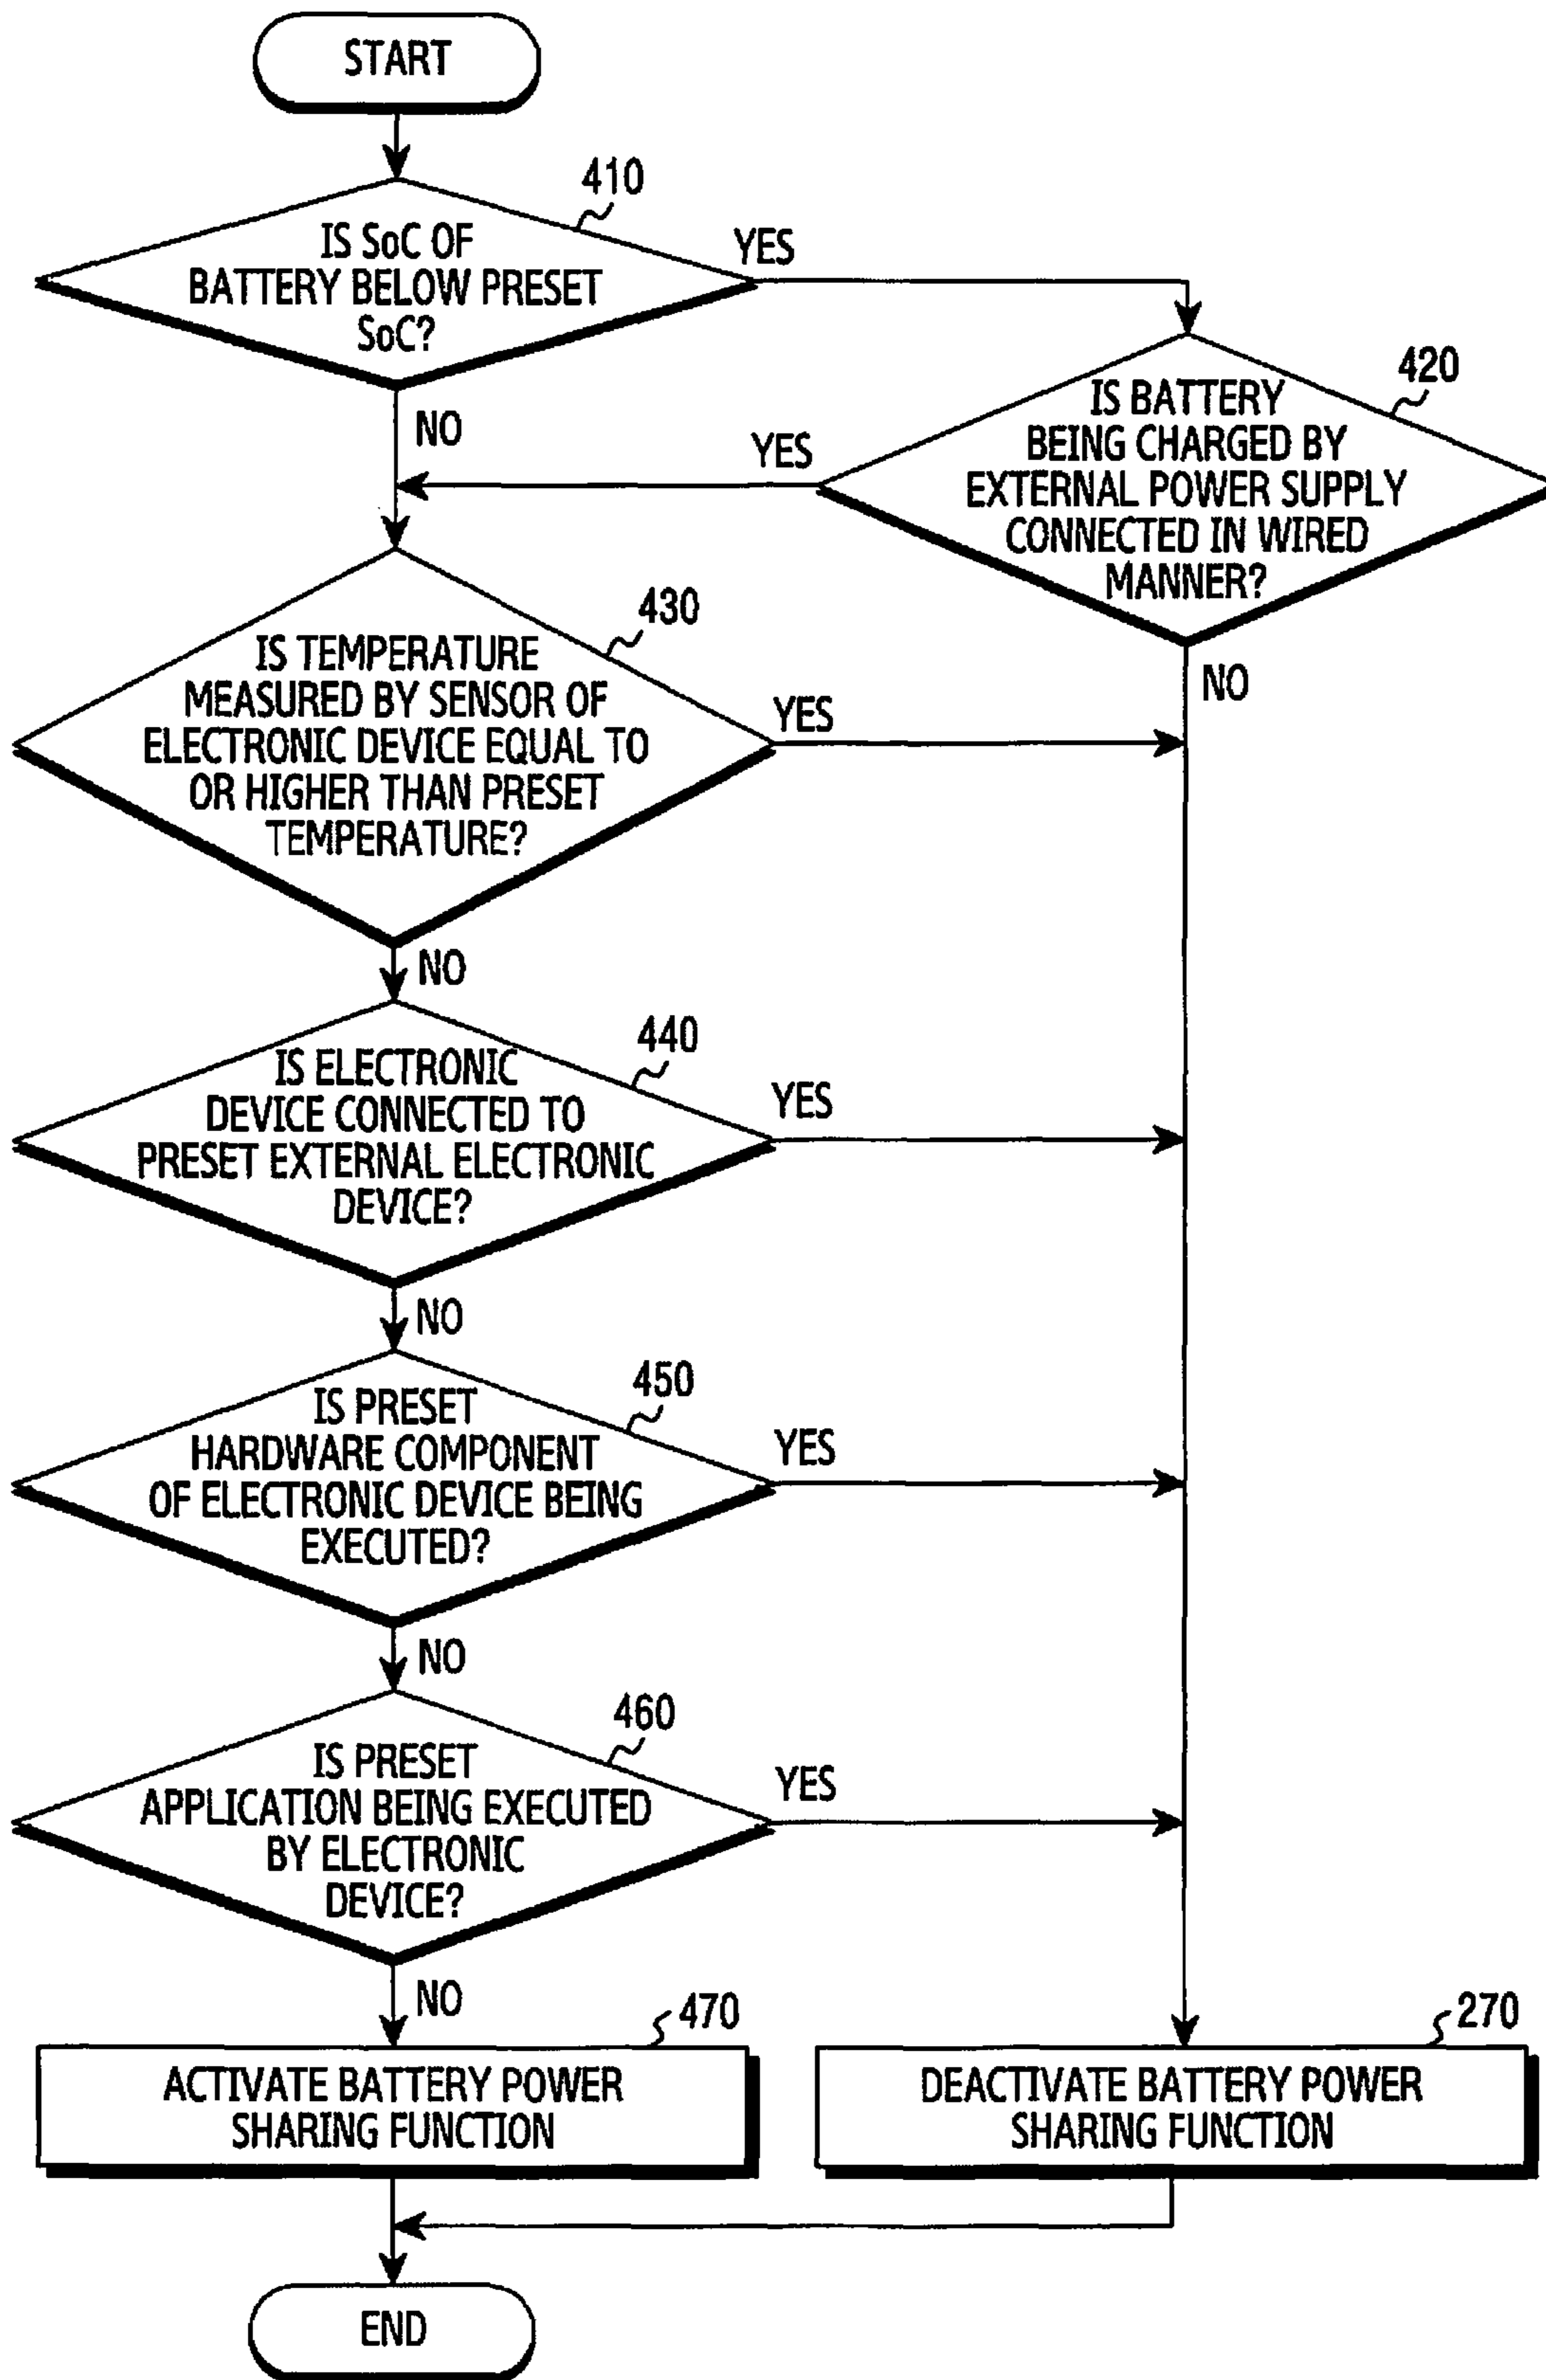 START
410
IS SoC OF
BATTERY BELOW PRESET
SoC?
YES
NO
420
IS BATTERY
BEING CHARGED BY
EXTERNAL POWER SUPPLY
CONNECTED IN WIRED
MANNER?
YES
NO
430
IS TEMPERATURE
MEASURED BY SENSOR OF
ELECTRONIC DEVICE EQUAL TO
OR HIGHER THAN PRESET
TEMPERATURE?
YES
NO
440
IS ELECTRONIC
DEVICE CONNECTED TO
PRESET EXTERNAL ELECTRONIC
DEVICE?
YES
NO
450
IS PRESET
HARDWARE COMPONENT
OF ELECTRONIC DEVICE BEING
EXECUTED?
YES
NO
460
IS PRESET
APPLICATION BEING EXECUTED
BY ELECTRONIC
DEVICE?
YES
NO
470
ACTIVATE BATTERY POWER
SHARING FUNCTION
270
DEACTIVATE BATTERY POWER
SHARING FUNCTION
END